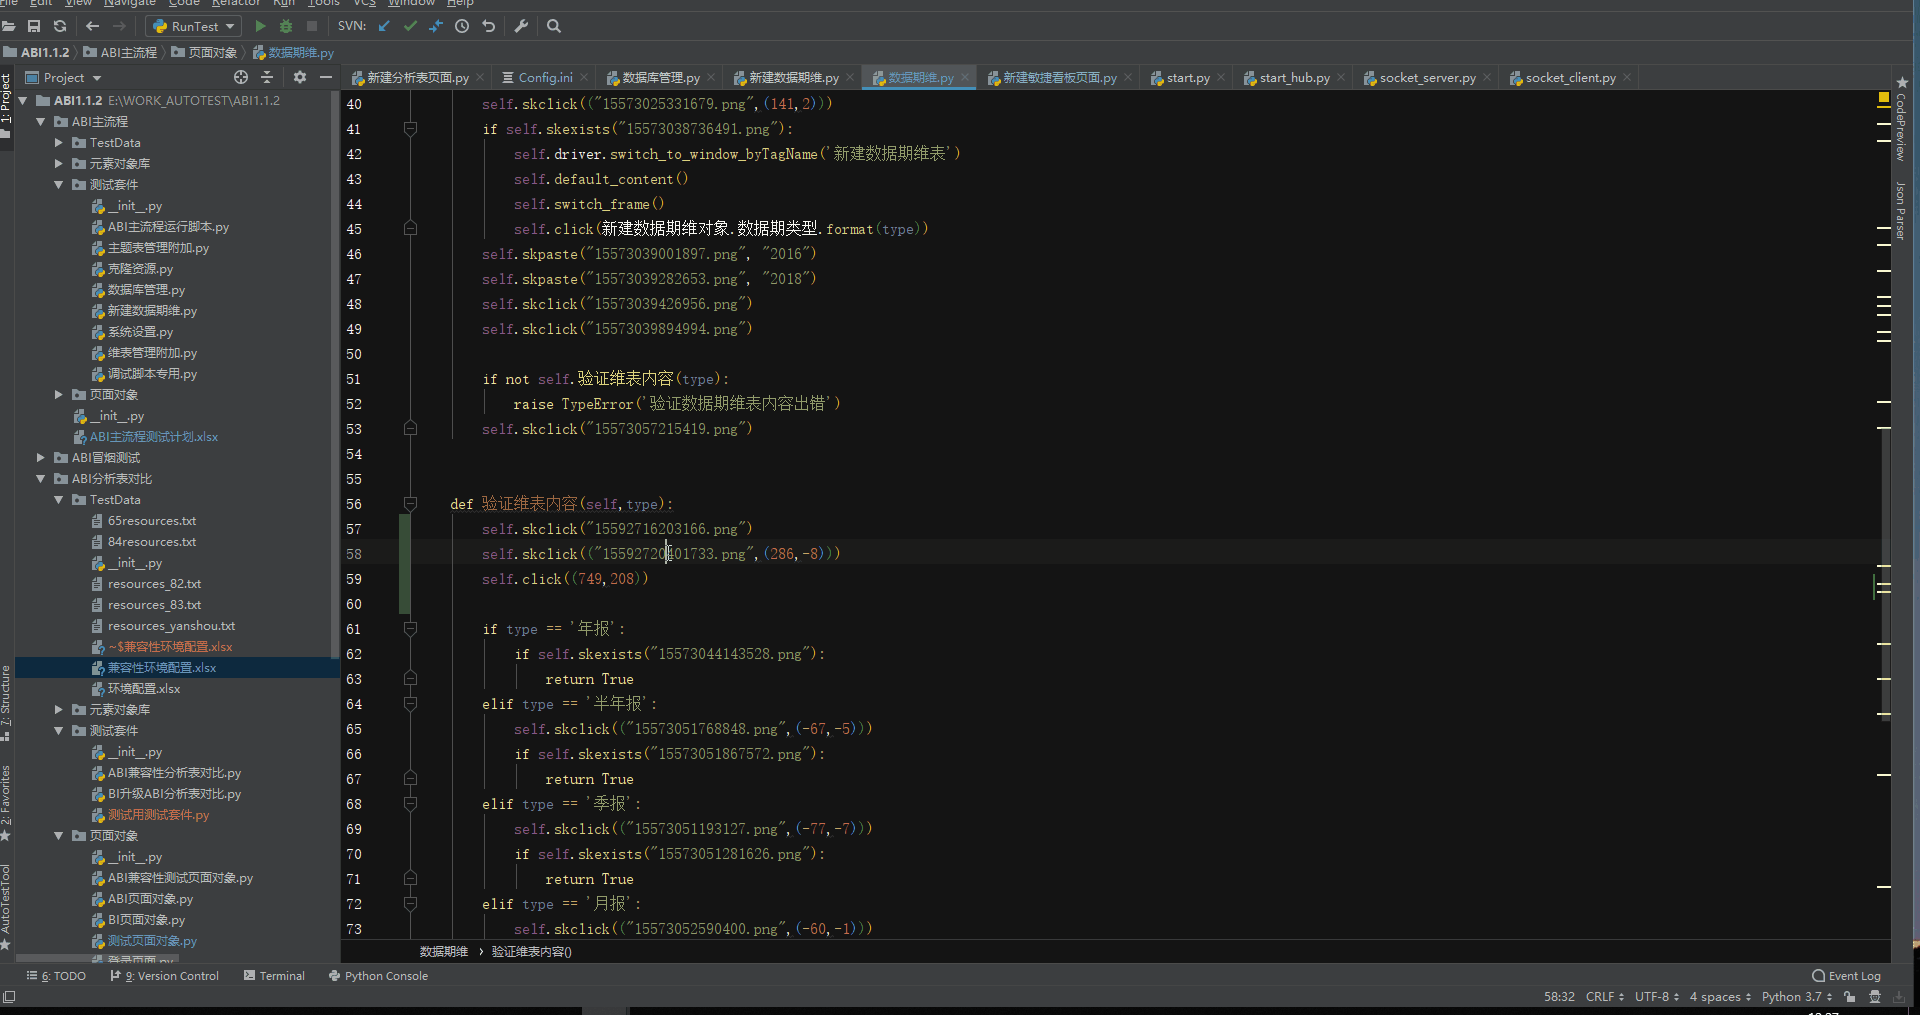 File Edit View Navigate Code Refactor Run Tools VCS Window Help
RunTest SVN:
ABI1.1.2 ABI主流程 页面对象 数据期维.py
Project
新建分析表页面.py Config.ini 数据库管理.py 新建数据期维.py 数据期维.py 新建敏捷看板页面.py start.py start_hub.py socket_server.py socket_client.py
1: Project
7: Structure
2: Favorites
AutoTestTool
ABI1.1.2 E:\WORK_AUTOTEST\ABI1.1.2
ABI主流程
TestData
元素对象库
测试套件
__init__.py
ABI主流程运行脚本.py
主题表管理附加.py
克隆资源.py
数据库管理.py
新建数据期维.py
系统设置.py
维表管理附加.py
调试脚本专用.py
页面对象
__init__.py
ABI主流程测试计划.xlsx
ABI冒烟测试
ABI分析表对比
TestData
65resources.txt
84resources.txt
__init__.py
resources_82.txt
resources_83.txt
resources_yanshou.txt
~$兼容性环境配置.xlsx
兼容性环境配置.xlsx
环境配置.xlsx
元素对象库
测试套件
__init__.py
ABI兼容性分析表对比.py
BI升级ABI分析表对比.py
测试用测试套件.py
页面对象
__init__.py
ABI兼容性测试页面对象.py
ABI页面对象.py
BI页面对象.py
测试页面对象.py
登录页面.py
40 self.skclick(("15573025331679.png",(141,2)))
41 if self.skexists("15573038736491.png"):
42 self.driver.switch_to_window_byTagName('新建数据期维表')
43 self.default_content()
44 self.switch_frame()
45 self.click(新建数据期维对象.数据期类型.format(type))
46 self.skpaste("15573039001897.png", "2016")
47 self.skpaste("15573039282653.png", "2018")
48 self.skclick("15573039426956.png")
49 self.skclick("15573039894994.png")
50
51 if not self.验证维表内容(type):
52 raise TypeError('验证数据期维表内容出错')
53 self.skclick("15573057215419.png")
54
55
56 def 验证维表内容(self,type):
57 self.skclick("15592716203166.png")
58 self.skclick(("15592720401733.png",(286,-8)))
59 self.click((749,208))
60
61 if type == '年报':
62 if self.skexists("15573044143528.png"):
63 return True
64 elif type == '半年报':
65 self.skclick(("15573051768848.png",(-67,-5)))
66 if self.skexists("15573051867572.png"):
67 return True
68 elif type == '季报':
69 self.skclick(("15573051193127.png",(-77,-7)))
70 if self.skexists("15573051281626.png"):
71 return True
72 elif type == '月报':
73 self.skclick(("15573052590400.png",(-60,-1)))
数据期维 › 验证维表内容()
CodePreview
Json Parser
6: TODO 9: Version Control Terminal Python Console Event Log
58:32 CRLF UTF-8 4 spaces Python 3.7